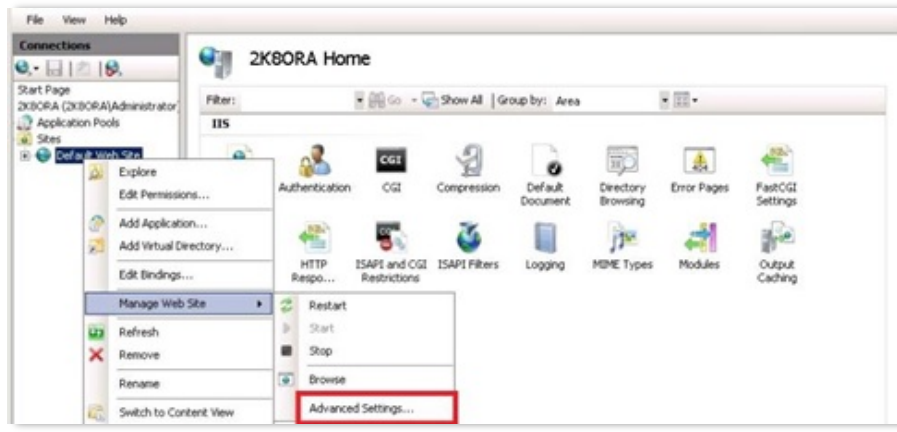 File View Help
Connections
Start Page
2K8ORA (2K8ORA\Administrator)
Application Pools
Sites
Default Web Site
Explore
Edit Permissions...
Add Application...
Add Virtual Directory...
Edit Bindings...
Manage Web Site
Refresh
Remove
Rename
Switch to Content View
Restart
Start
Stop
Browse
Advanced Settings...
2K8ORA Home
Filter: Go Show All Group by: Area
IIS
Authentication CGI Compression Default Document Directory Browsing Error Pages FastCGI Settings
HTTP Respo... ISAPI and CGI Restrictions ISAPI Filters Logging MIME Types Modules Output Caching